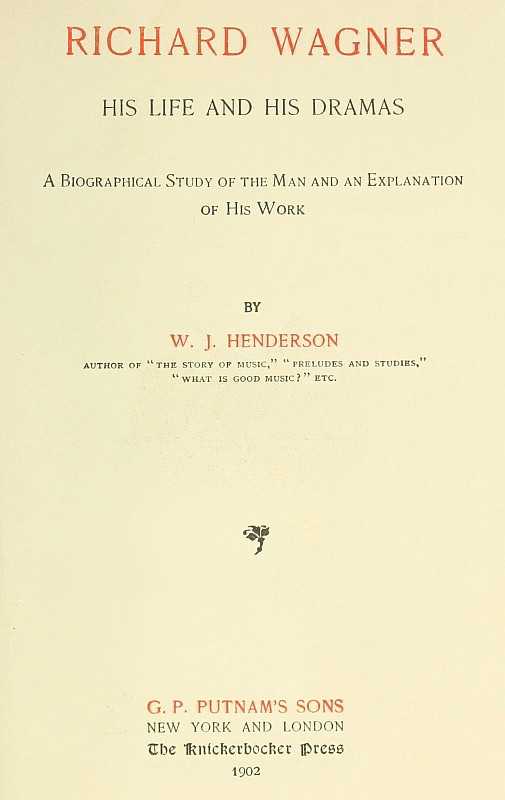 RICHARD WAGNER
HIS LIFE AND HIS DRAMAS
A BIOGRAPHICAL STUDY OF THE MAN AND AN EXPLANATION
OF HIS WORK
BY
W. J. HENDERSON
AUTHOR OF "THE STORY OF MUSIC," "PRELUDES AND STUDIES,"
"WHAT IS GOOD MUSIC?" ETC.
G. P. PUTNAM'S SONS
NEW YORK AND LONDON
The Knickerbocker Press
1902